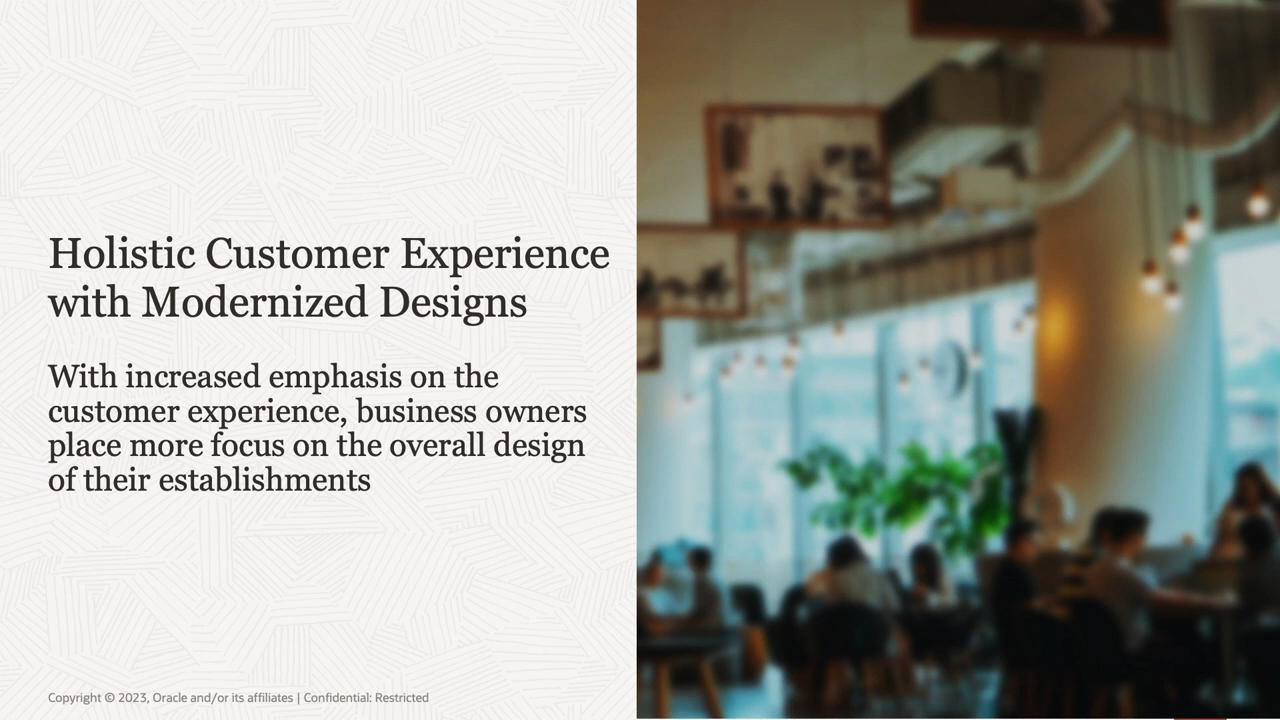 Holistic Customer Experience
with Modernized Designs
With increased emphasis on the
customer experience, business owners
place more focus on the overall design
of their establishments
Copyright © 2023, Oracle and/or its affiliates | Confidential: Restricted